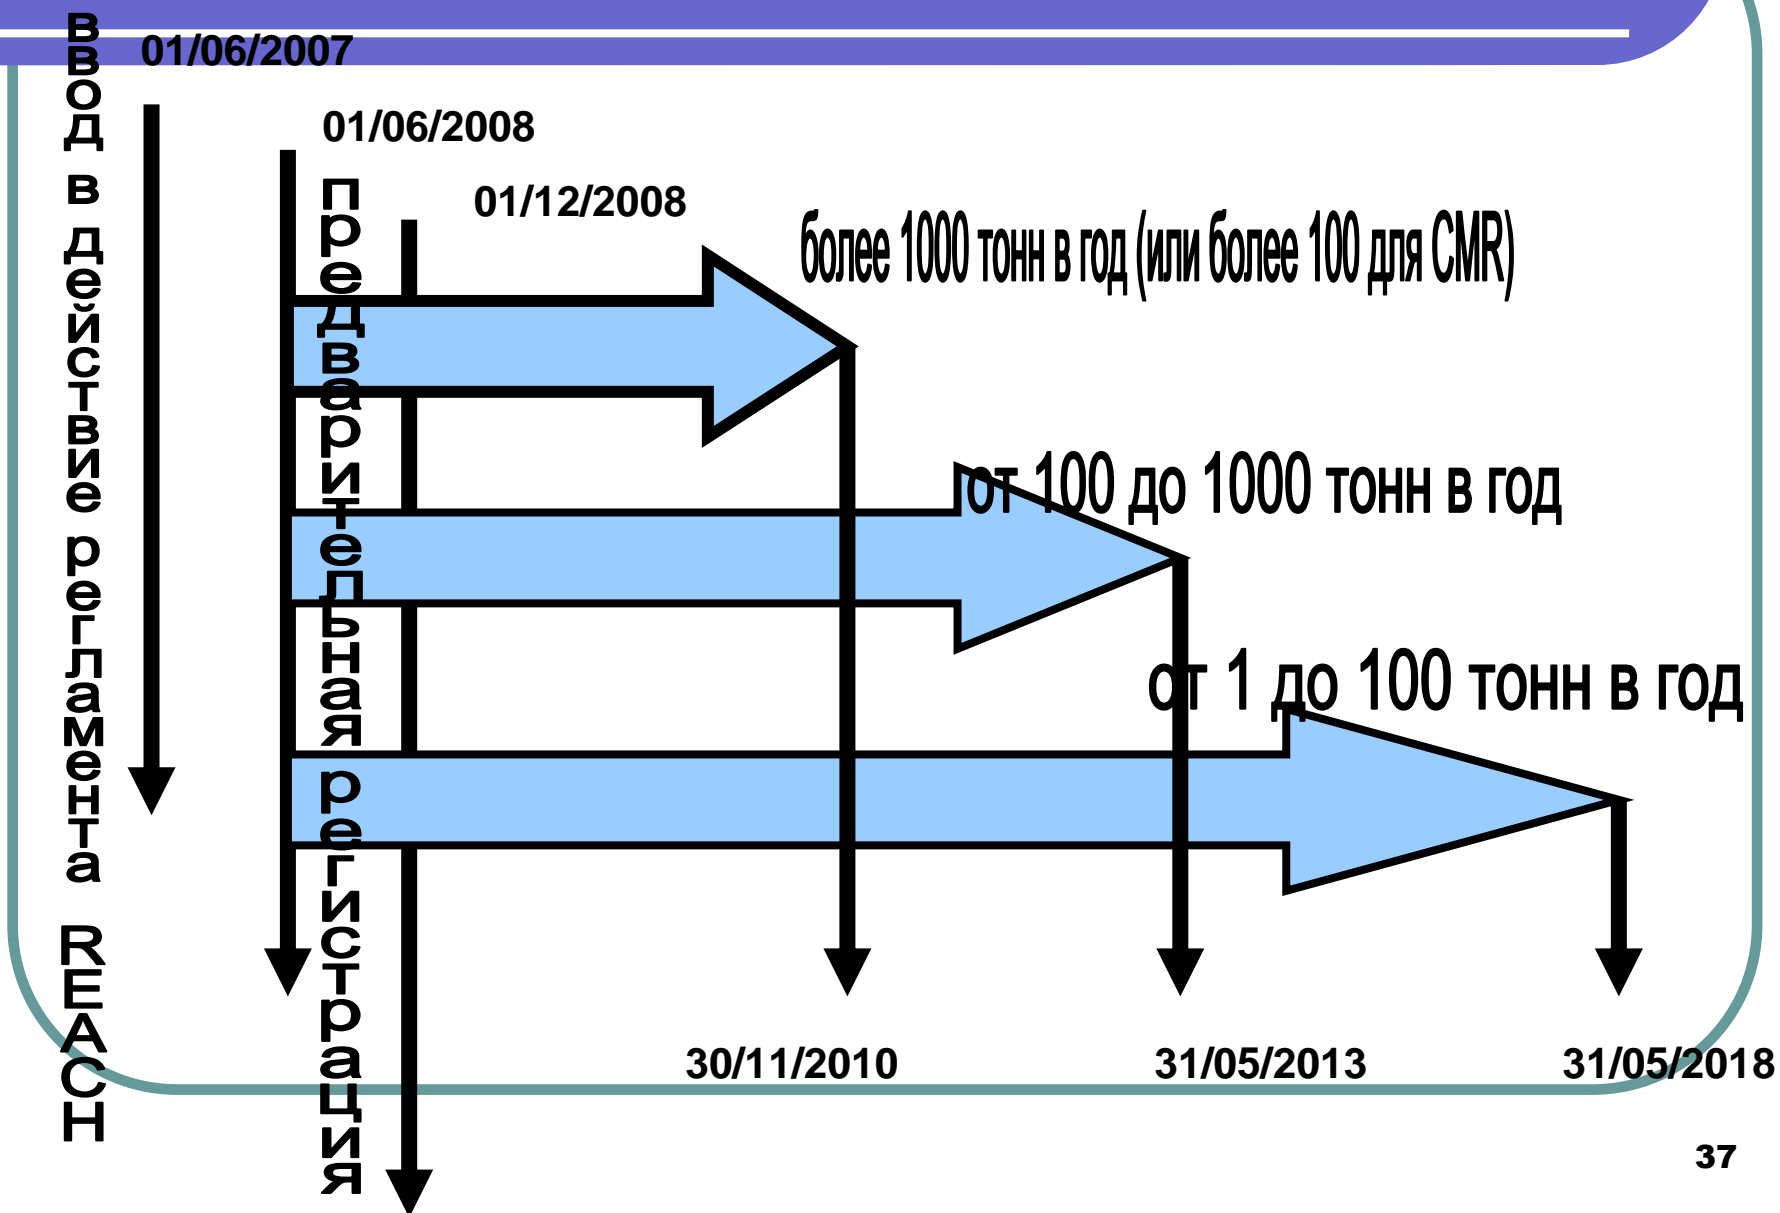 ввод в действие регламента REACH
01/06/2007
01/06/2008
предварительная регистрация
01/12/2008
более 1000 тонн в год (или более 100 для CMR)
от 100 до 1000 тонн в год
от 1 до 100 тонн в год
30/11/2010
31/05/2013
31/05/2018
37